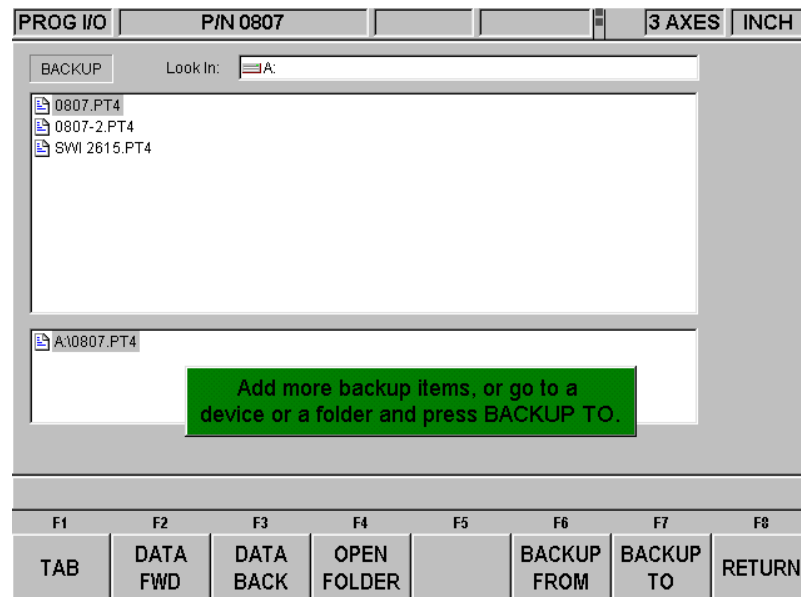 PROG I/O P/N 0807 3 AXES INCH
BACKUP Look In: A:
0807.PT4
0807-2.PT4
SWI 2615.PT4
A:\0807.PT4
Add more backup items, or go to a
device or a folder and press BACKUP TO.
F1 F2 F3 F4 F5 F6 F7 F8
TAB DATA FWD DATA BACK OPEN FOLDER BACKUP FROM BACKUP TO RETURN